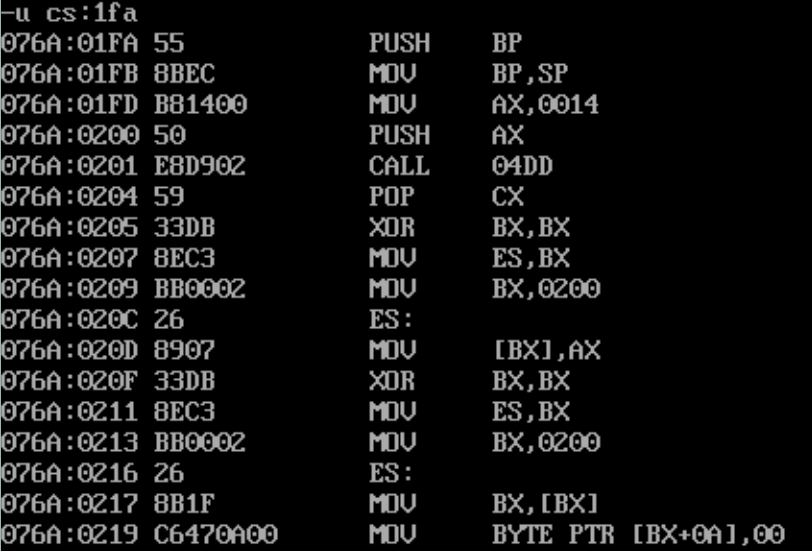 -u cs:1fa
076A:01FA 55 PUSH BP
076A:01FB 8BEC MOV BP,SP
076A:01FD B81400 MOV AX,0014
076A:0200 50 PUSH AX
076A:0201 E8D902 CALL 04DD
076A:0204 59 POP CX
076A:0205 33DB XOR BX,BX
076A:0207 8EC3 MOV ES,BX
076A:0209 BB0002 MOV BX,0200
076A:020C 26 ES:
076A:020D 8907 MOV [BX],AX
076A:020F 33DB XOR BX,BX
076A:0211 8EC3 MOV ES,BX
076A:0213 BB0002 MOV BX,0200
076A:0216 26 ES:
076A:0217 8B1F MOV BX,[BX]
076A:0219 C6470A00 MOV BYTE PTR [BX+0A],00